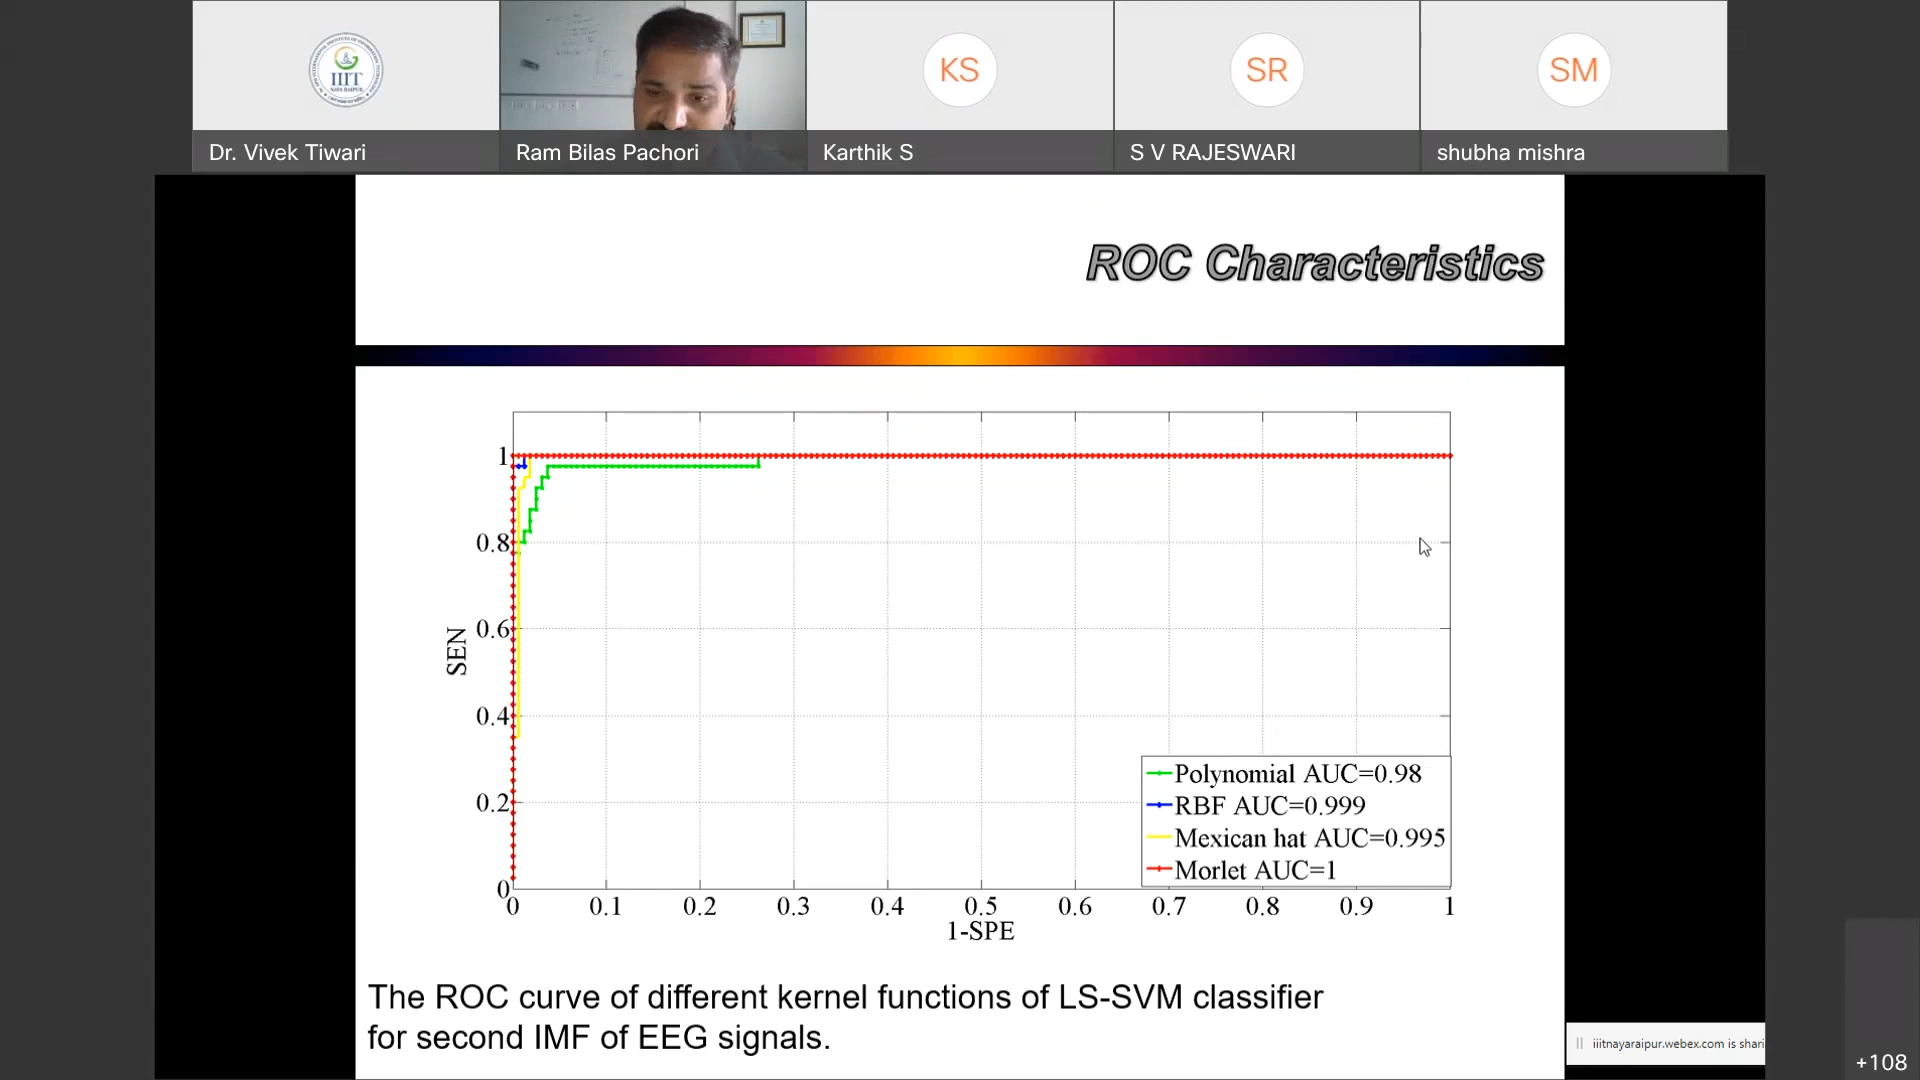 IIIT
NAYA RAIPUR
KS
SR
SM
Dr. Vivek Tiwari
Ram Bilas Pachori
Karthik S
S V RAJESWARI
shubha mishra
ROC Characteristics
1
0.8
0.6
0.4
0.2
0
SEN
Polynomial AUC=0.98
RBF AUC=0.999
Mexican hat AUC=0.995
Morlet AUC=1
0 0.1 0.2 0.3 0.4 0.5 0.6 0.7 0.8 0.9 1
1-SPE
The ROC curve of different kernel functions of LS-SVM classifier
for second IMF of EEG signals.
iiitnayaraipur.webex.com is shari
+108